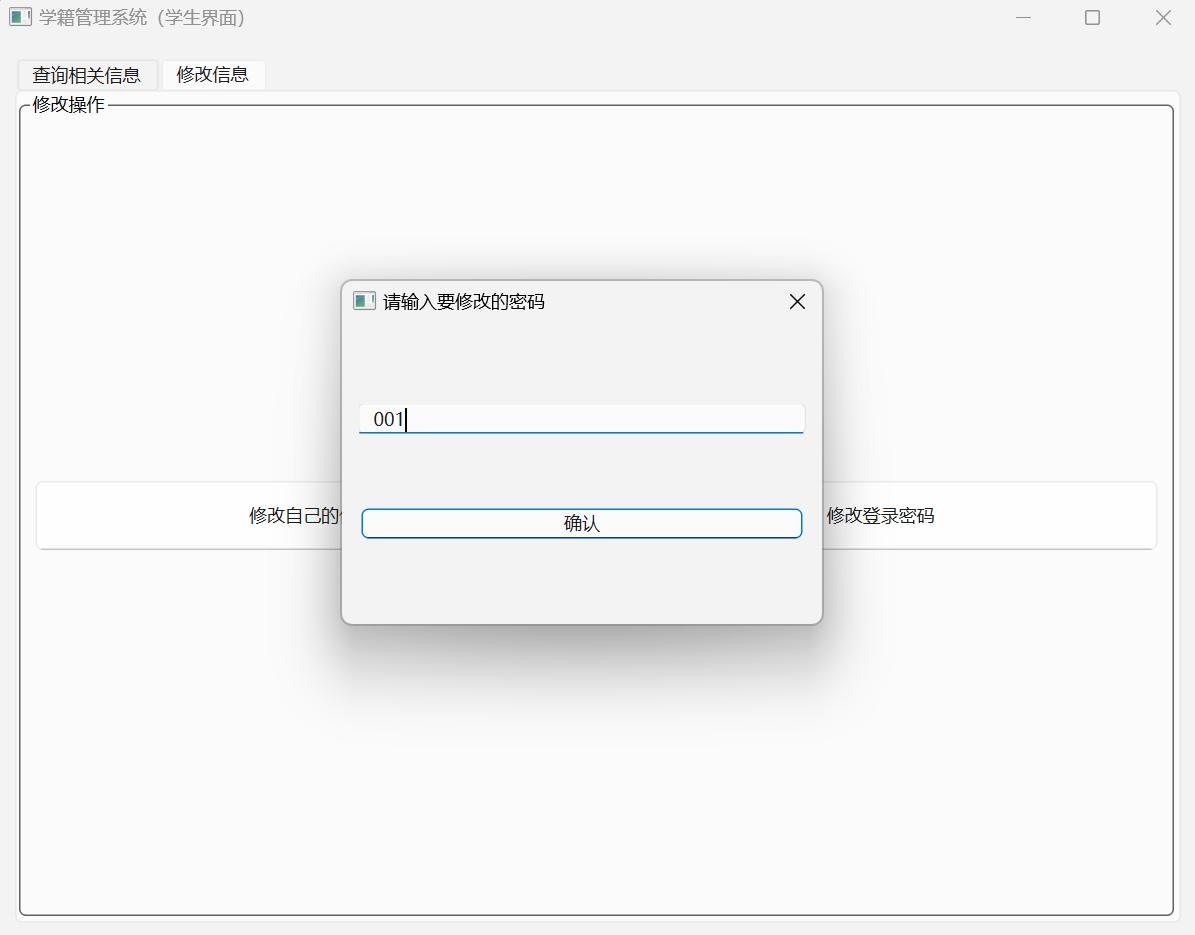 学籍管理系统（学生界面）
查询相关信息
修改信息
修改操作
请输入要修改的密码
001
修改自己的
修改登录密码
确认